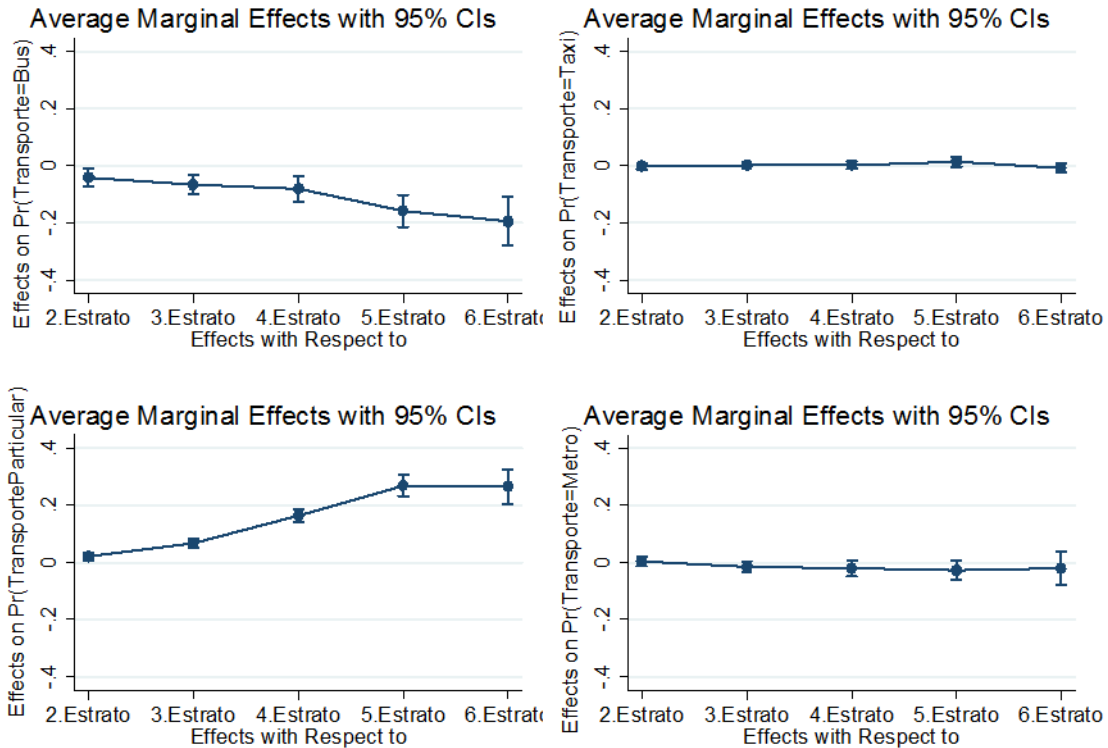 Average Marginal Effects with 95% CIs
Effects on Pr(Transporte=Bus)
.4
.2
0
-.2
-.4
2.Estrato 3.Estrato 4.Estrato 5.Estrato 6.Estrato
Effects with Respect to
Average Marginal Effects with 95% CIs
Effects on Pr(Transporte=Taxi)
.4
.2
0
-.2
-.4
2.Estrato 3.Estrato 4.Estrato 5.Estrato 6.Estrato
Effects with Respect to
Average Marginal Effects with 95% CIs
Effects on Pr(TransporteParticular)
.4
.2
0
-.2
-.4
2.Estrato 3.Estrato 4.Estrato 5.Estrato 6.Estrato
Effects with Respect to
Average Marginal Effects with 95% CIs
Effects on Pr(Transporte=Metro)
.4
.2
0
-.2
-.4
2.Estrato 3.Estrato 4.Estrato 5.Estrato 6.Estrato
Effects with Respect to